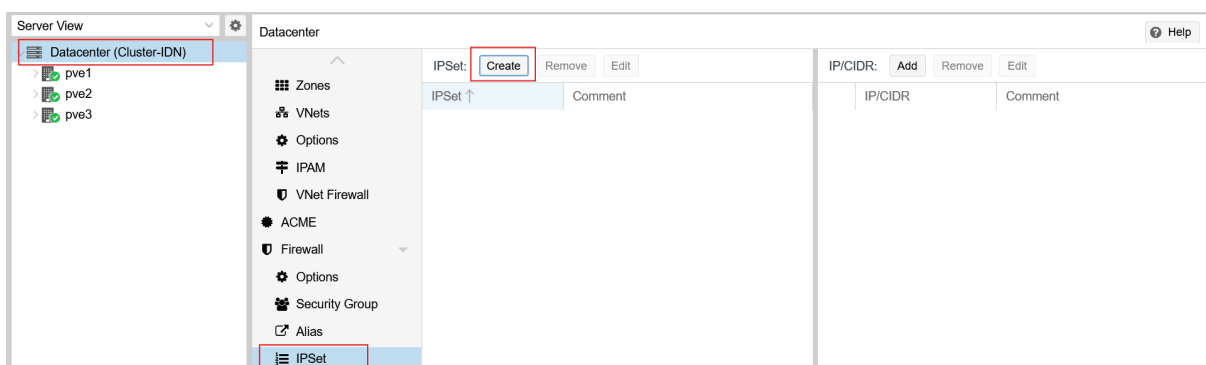 Server View
Datacenter (Cluster-IDN)
pve1
pve2
pve3
Datacenter
Help
Zones
VNets
Options
IPAM
VNet Firewall
ACME
Firewall
Options
Security Group
Alias
IPSet
IPSet: Create Remove Edit
IPSet Comment
IP/CIDR: Add Remove Edit
IP/CIDR Comment